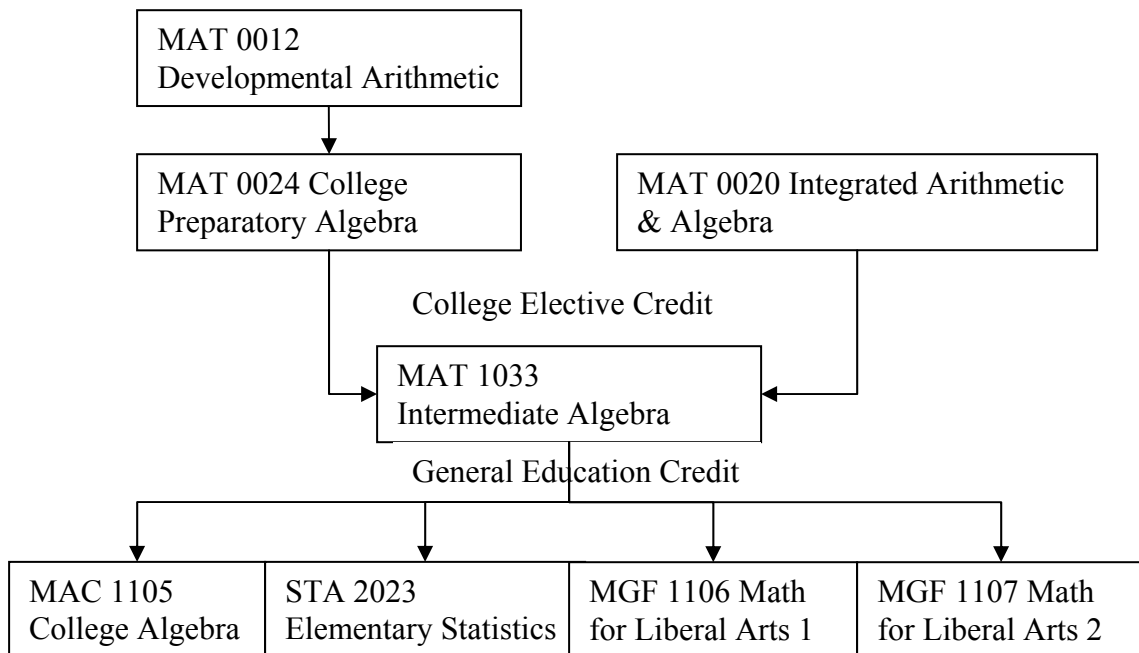 MAT 0012
Developmental Arithmetic
MAT 0024 College
Preparatory Algebra
MAT 0020 Integrated Arithmetic
& Algebra
College Elective Credit
MAT 1033
Intermediate Algebra
General Education Credit
MAC 1105
College Algebra
STA 2023
Elementary Statistics
MGF 1106 Math
for Liberal Arts 1
MGF 1107 Math
for Liberal Arts 2